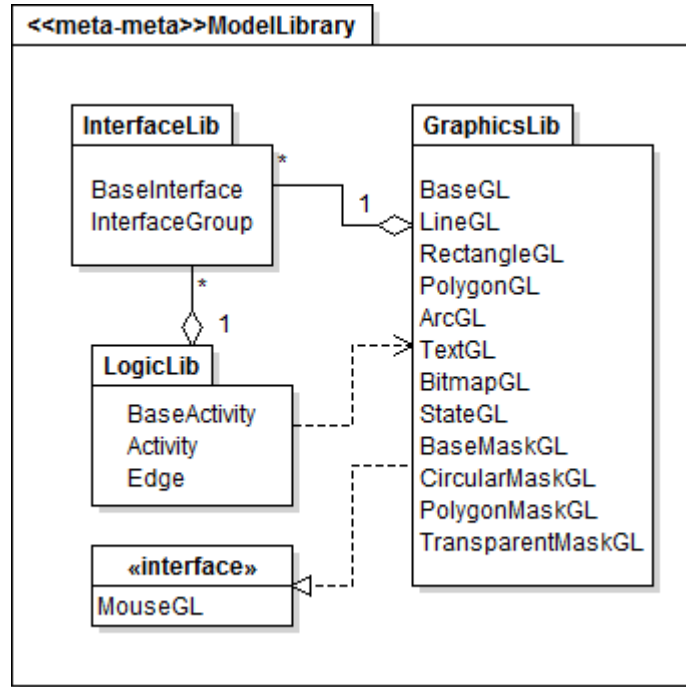 <<meta-meta>>ModelLibrary
InterfaceLib
BaseInterface
InterfaceGroup
*
1
*
1
GraphicsLib
BaseGL
LineGL
RectangleGL
PolygonGL
ArcGL
TextGL
BitmapGL
StateGL
BaseMaskGL
CircularMaskGL
PolygonMaskGL
TransparentMaskGL
LogicLib
BaseActivity
Activity
Edge
«interface»
MouseGL